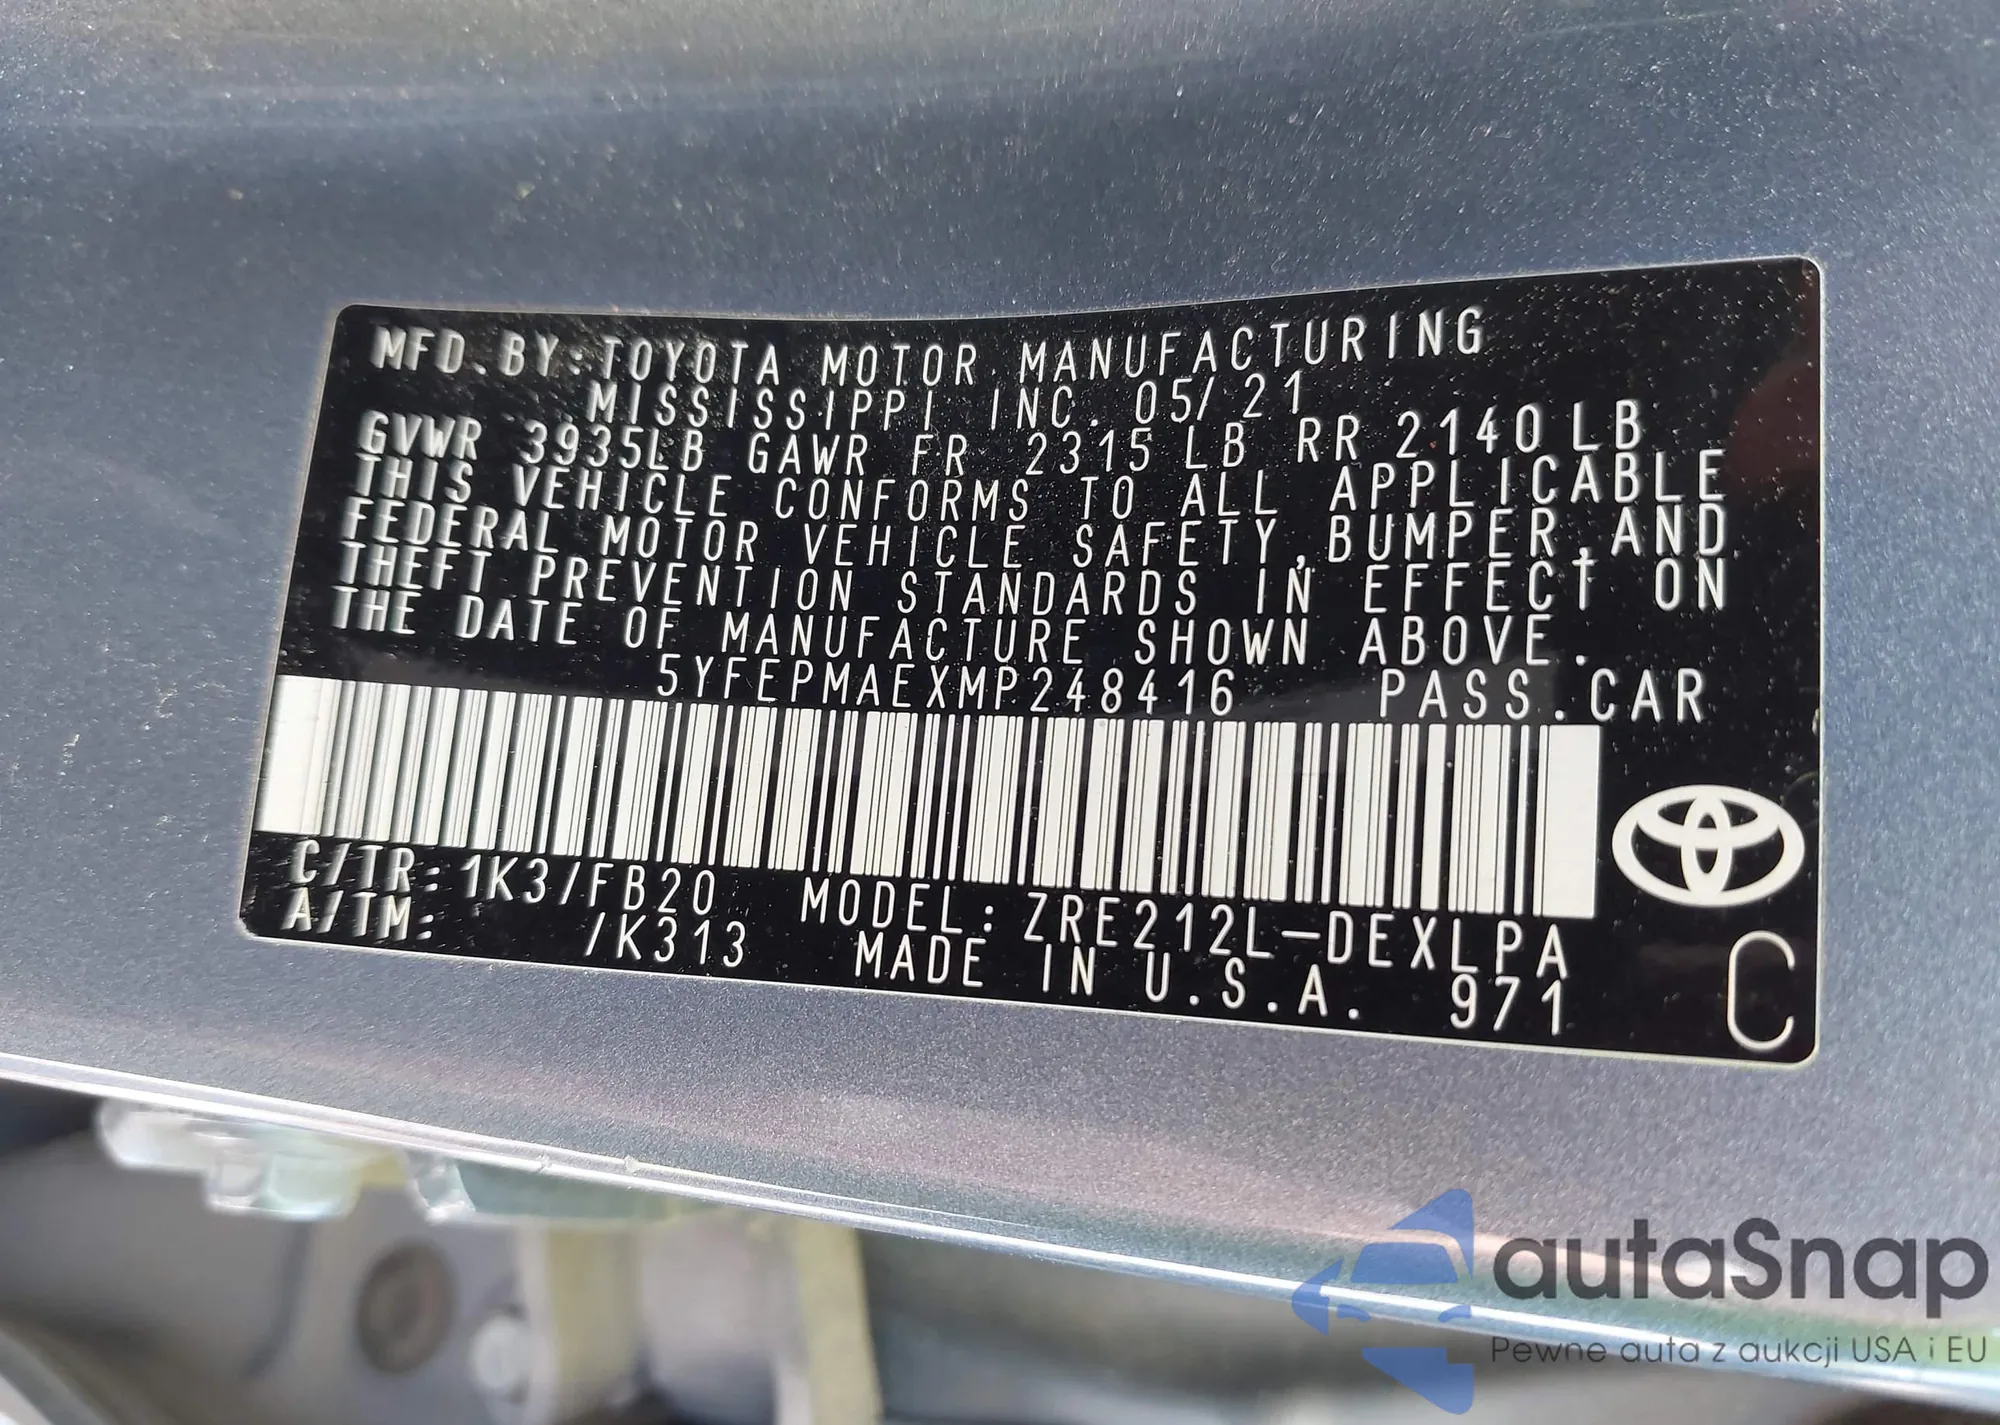 MFD.BY:TOYOTA MOTOR MANUFACTURING
MISSISSIPPI INC. 05/21
GVWR 3935LB GAWR FR 2315 LB RR 2140LB
THIS VEHICLE CONFORMS TO ALL APPLICABLE
FEDERAL MOTOR VEHICLE SAFETY,BUMPER,AND
THEFT PREVENTION STANDARDS IN EFFECT ON
THE DATE OF MANUFACTURE SHOWN ABOVE.
5YFEPMAEXMP248416 PASS.CAR
C/TR:1K3/FB20 MODEL:ZRE212L-DEXLPA
A/TM: /K313 MADE IN U.S.A. 971
C
autaSnap
Pewne auta z aukcji USA i EU